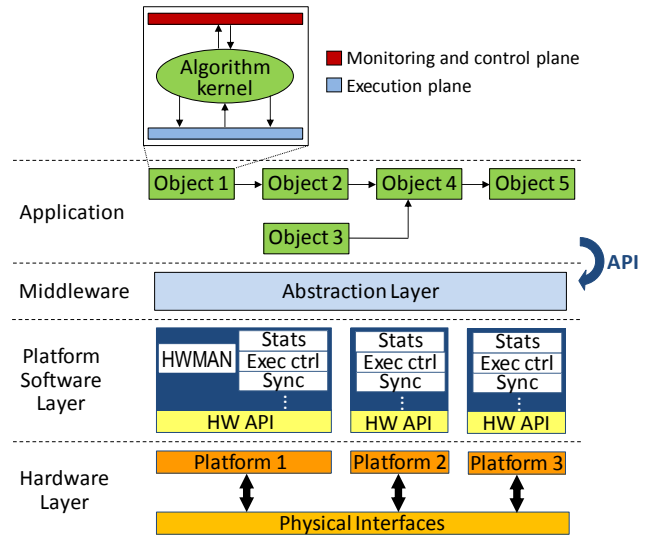 Algorithm
kernel
Monitoring and control plane
Execution plane
Application
Object 1
Object 2
Object 4
Object 5
Object 3
API
Middleware
Abstraction Layer
Platform
Software
Layer
HWMAN
Stats
Exec ctrl
Sync
⋮
HW API
Stats
Exec ctrl
Sync
⋮
HW API
Stats
Exec ctrl
Sync
⋮
HW API
Hardware
Layer
Platform 1
Platform 2
Platform 3
Physical Interfaces